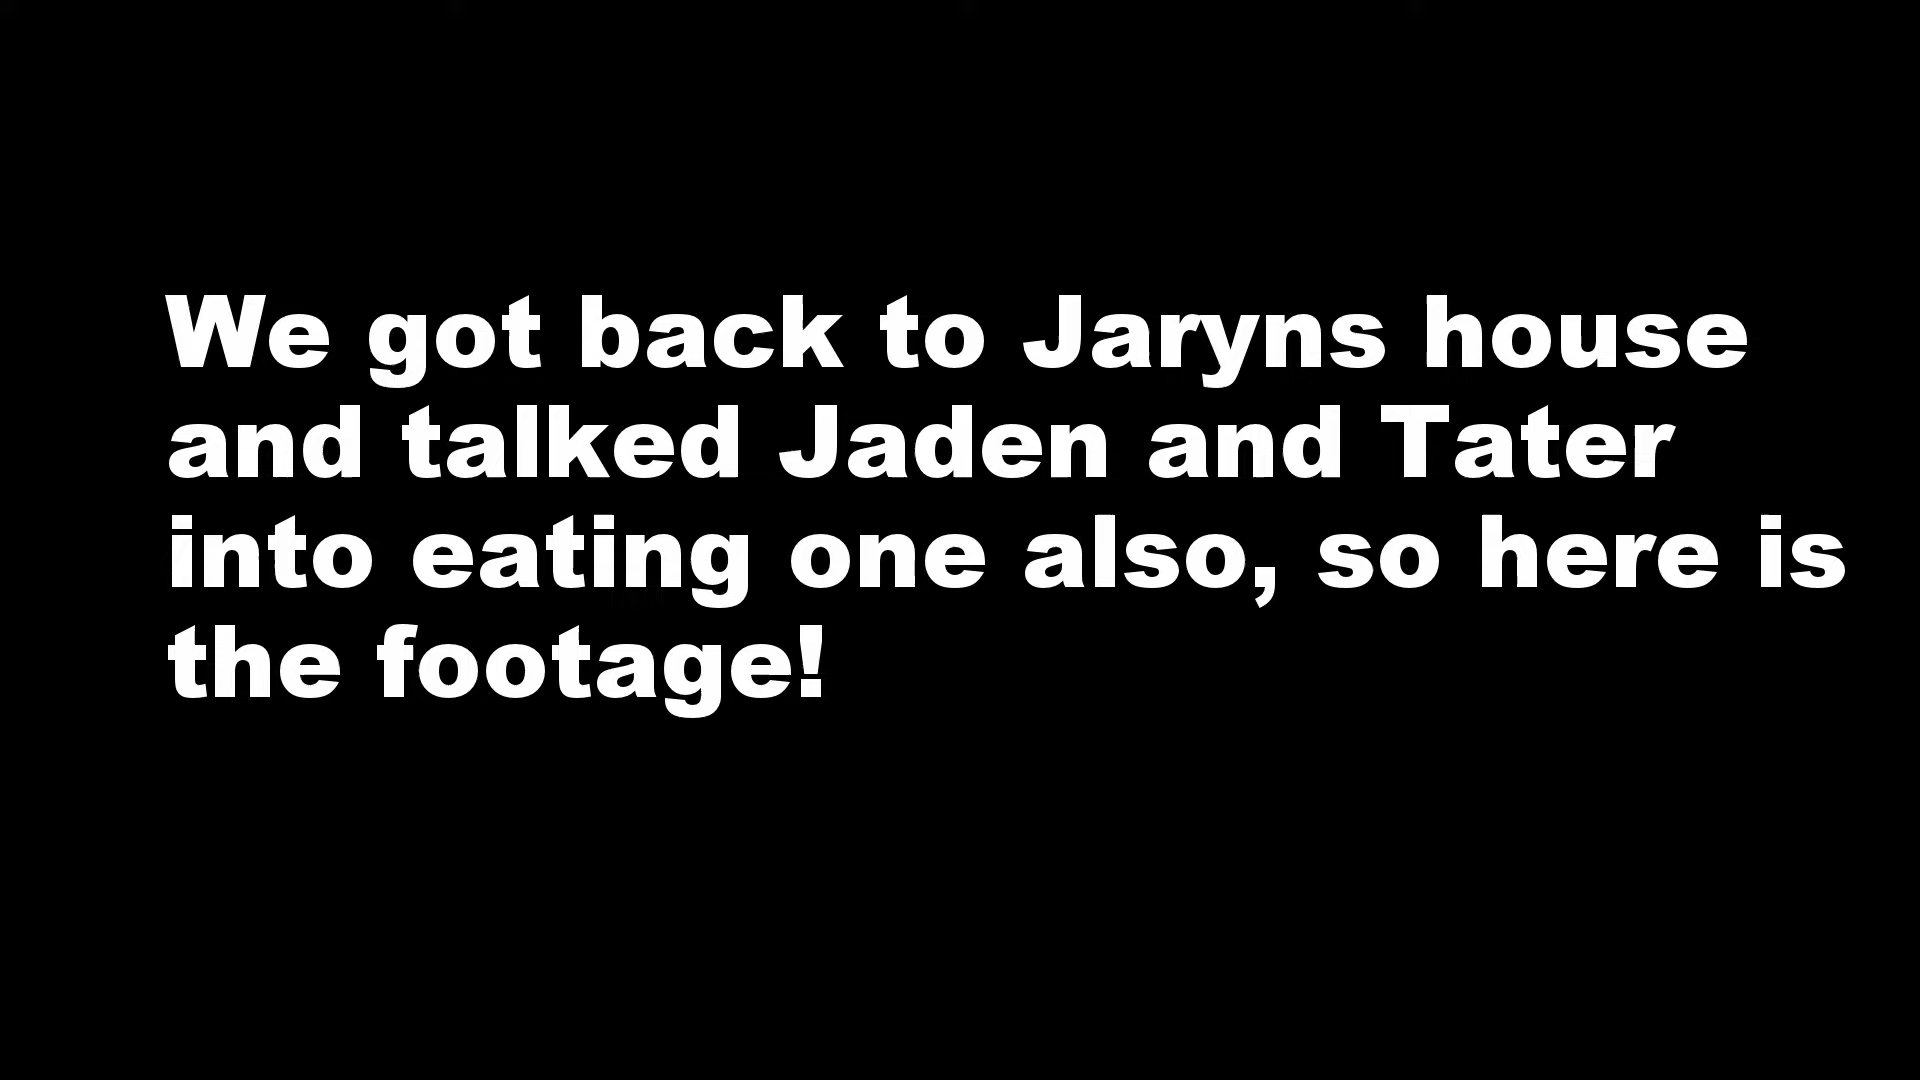 We got back to Jaryns house
and talked Jaden and Tater
into eating one also, so here is
the footage!